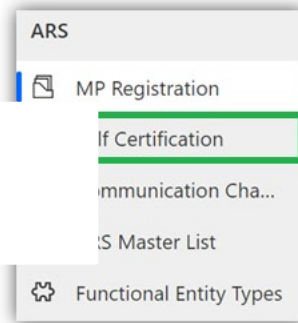 ARS
MP Registration
lf Certification
mmunication Cha...
S Master List
Functional Entity Types